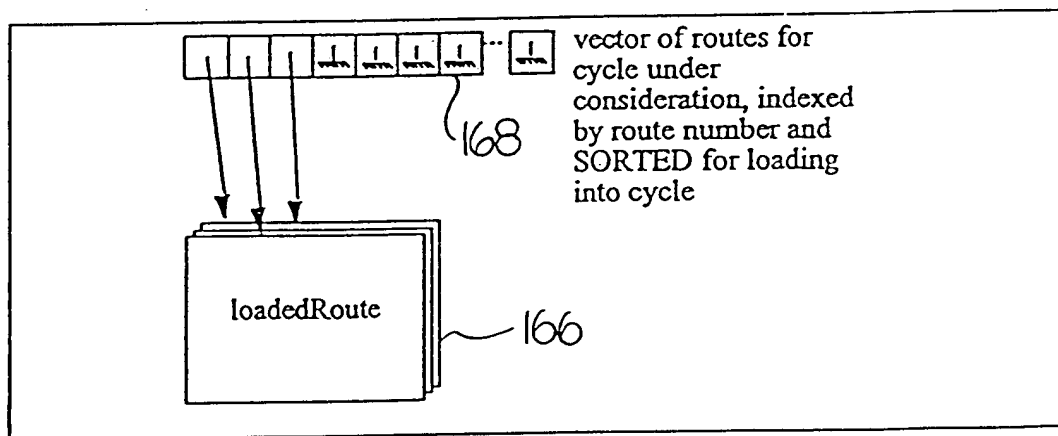 vector of routes for
cycle under
consideration, indexed
by route number and
SORTED for loading
into cycle
168
loadedRoute
166